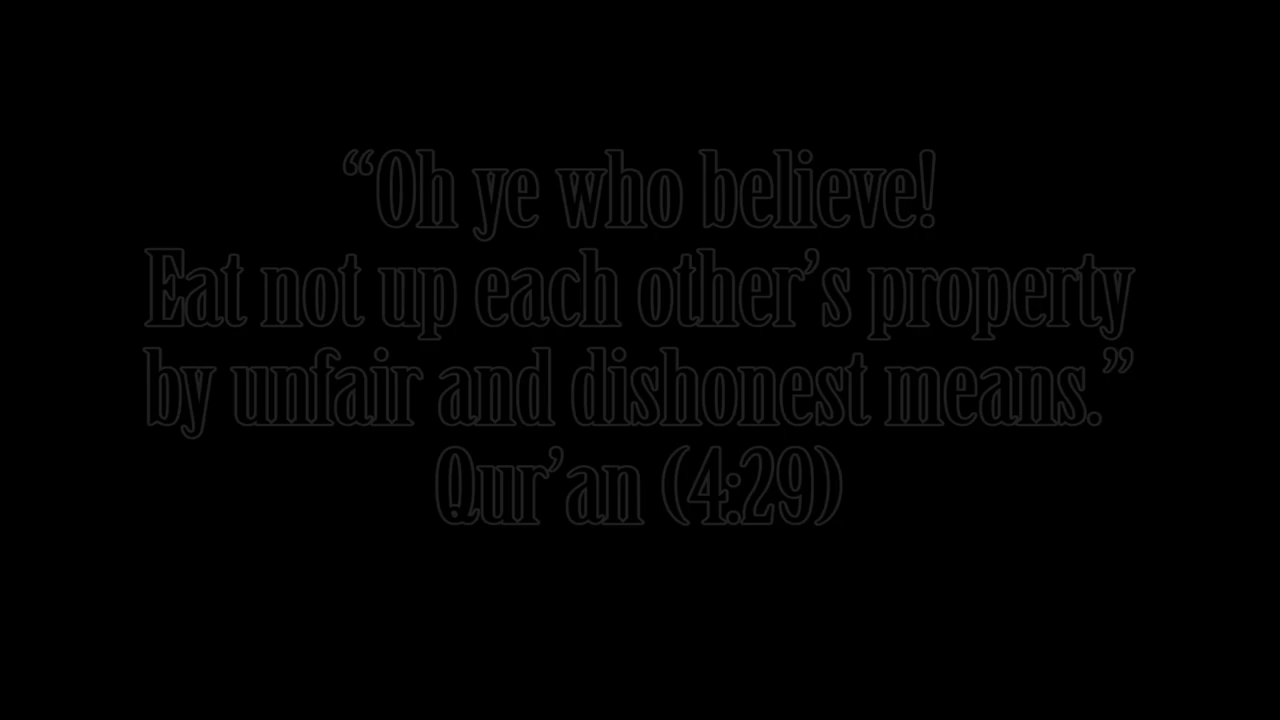 “Oh ye who believe!
Eat not up each other’s property
by unfair and dishonest means.”
Qur’an (4:29)